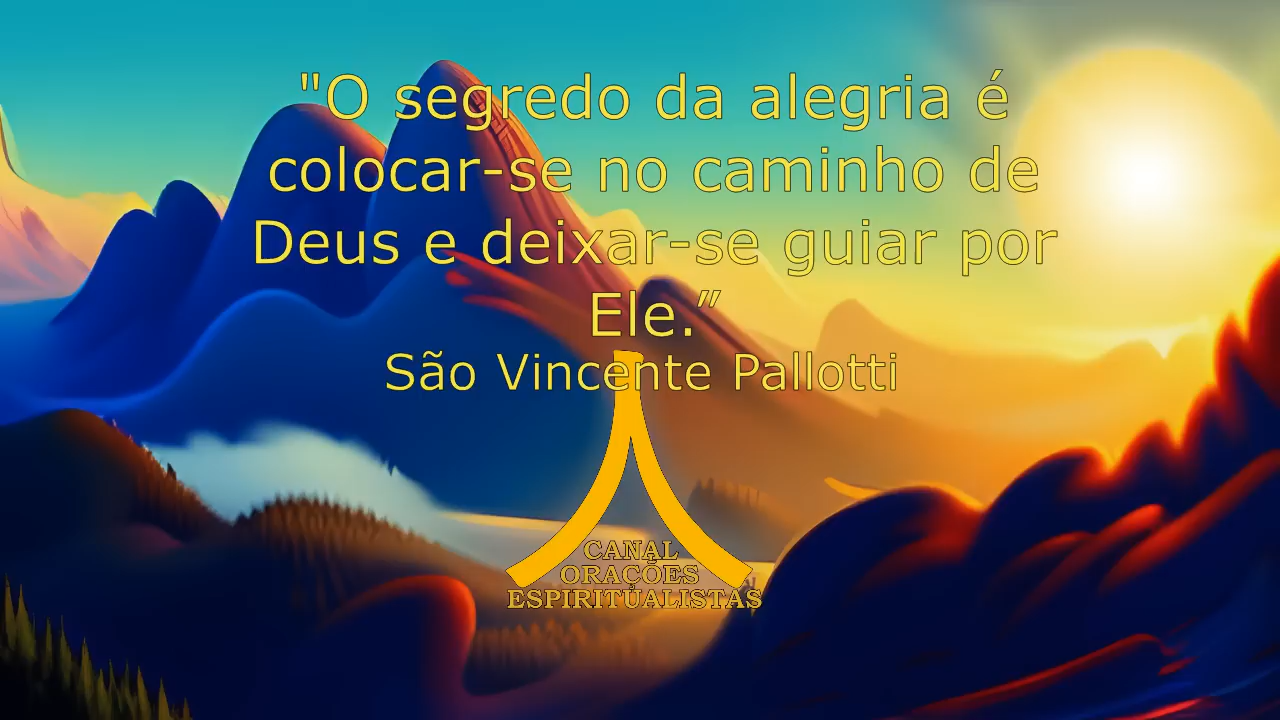 "O segredo da alegria é
colocar-se no caminho de
Deus e deixar-se guiar por
Ele.”
São Vincente Pallotti
CANAL
ORAÇÕES
ESPIRITUALISTAS